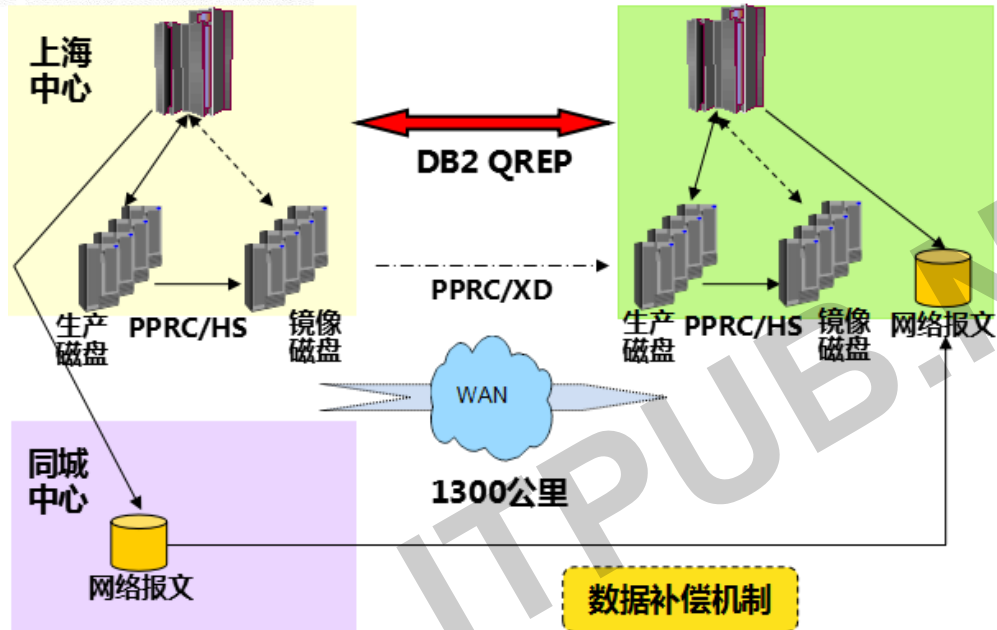 上海
中心
DB2 QREP
PPRC/XD
生产
磁盘
PPRC/HS
镜像
磁盘
生产
磁盘
PPRC/HS
镜像
磁盘
网络报文
WAN
1300公里
同城
中心
网络报文
数据补偿机制
ITPUB.N